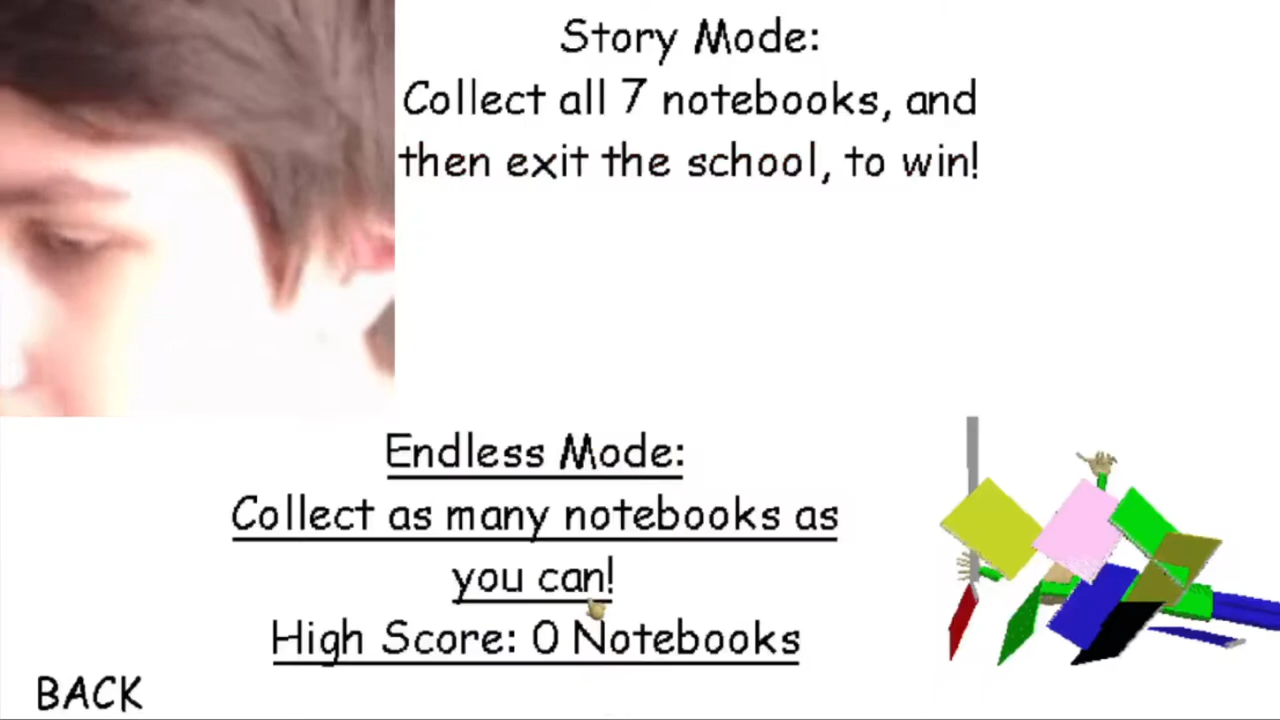 Story Mode:
Collect all 7 notebooks, and
then exit the school, to win!
Endless Mode:
Collect as many notebooks as
you can!
High Score: 0 Notebooks
BACK